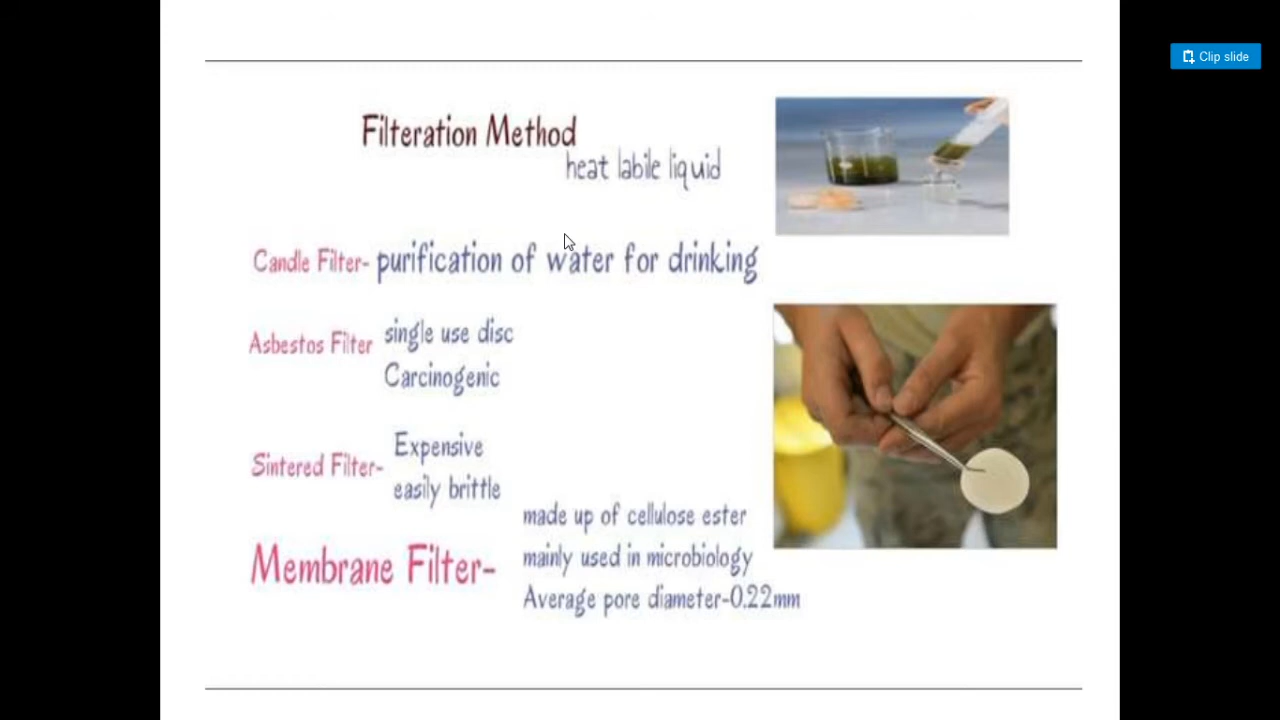 Clip slide
Filteration Method
heat labile liquid
Candle Filter- purification of water for drinking
Asbestos Filter
single use disc
Carcinogenic
Sintered Filter-
Expensive
easily brittle
Membrane Filter-
made up of cellulose ester
mainly used in microbiology
Average pore diameter-0.22mm